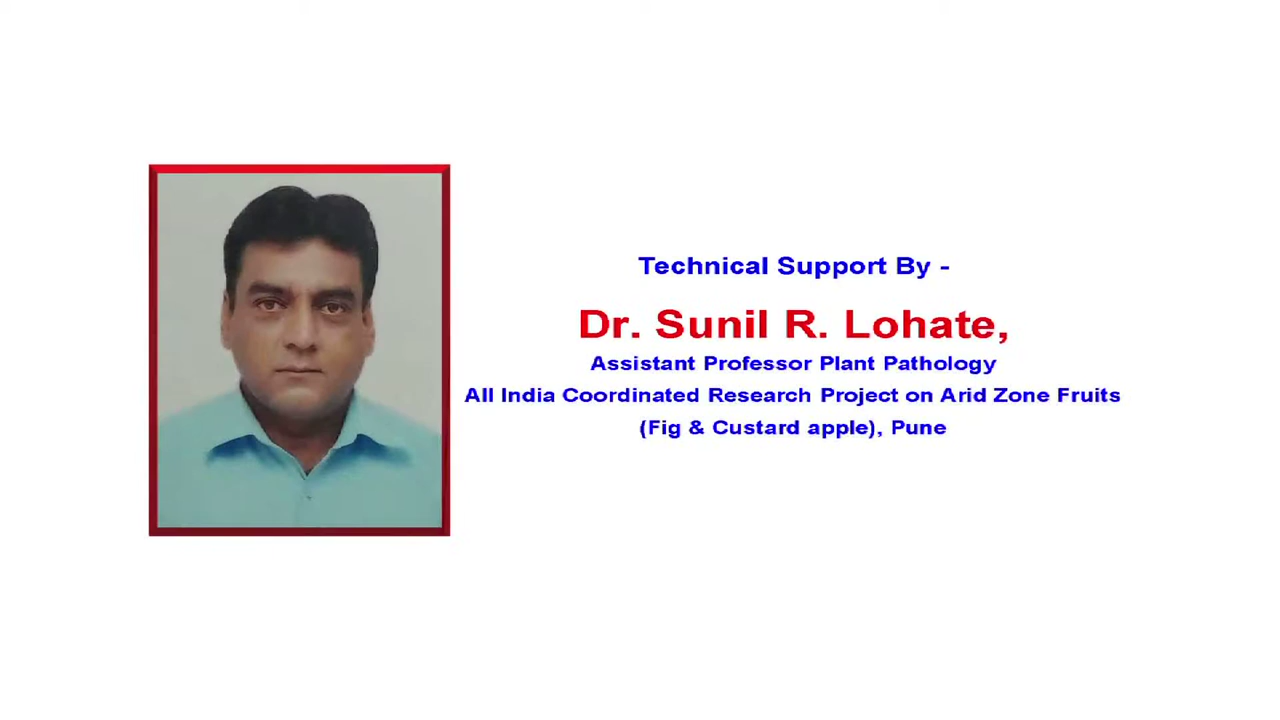 Technical Support By -
Dr. Sunil R. Lohate,
Assistant Professor Plant Pathology
All India Coordinated Research Project on Arid Zone Fruits
(Fig & Custard apple), Pune